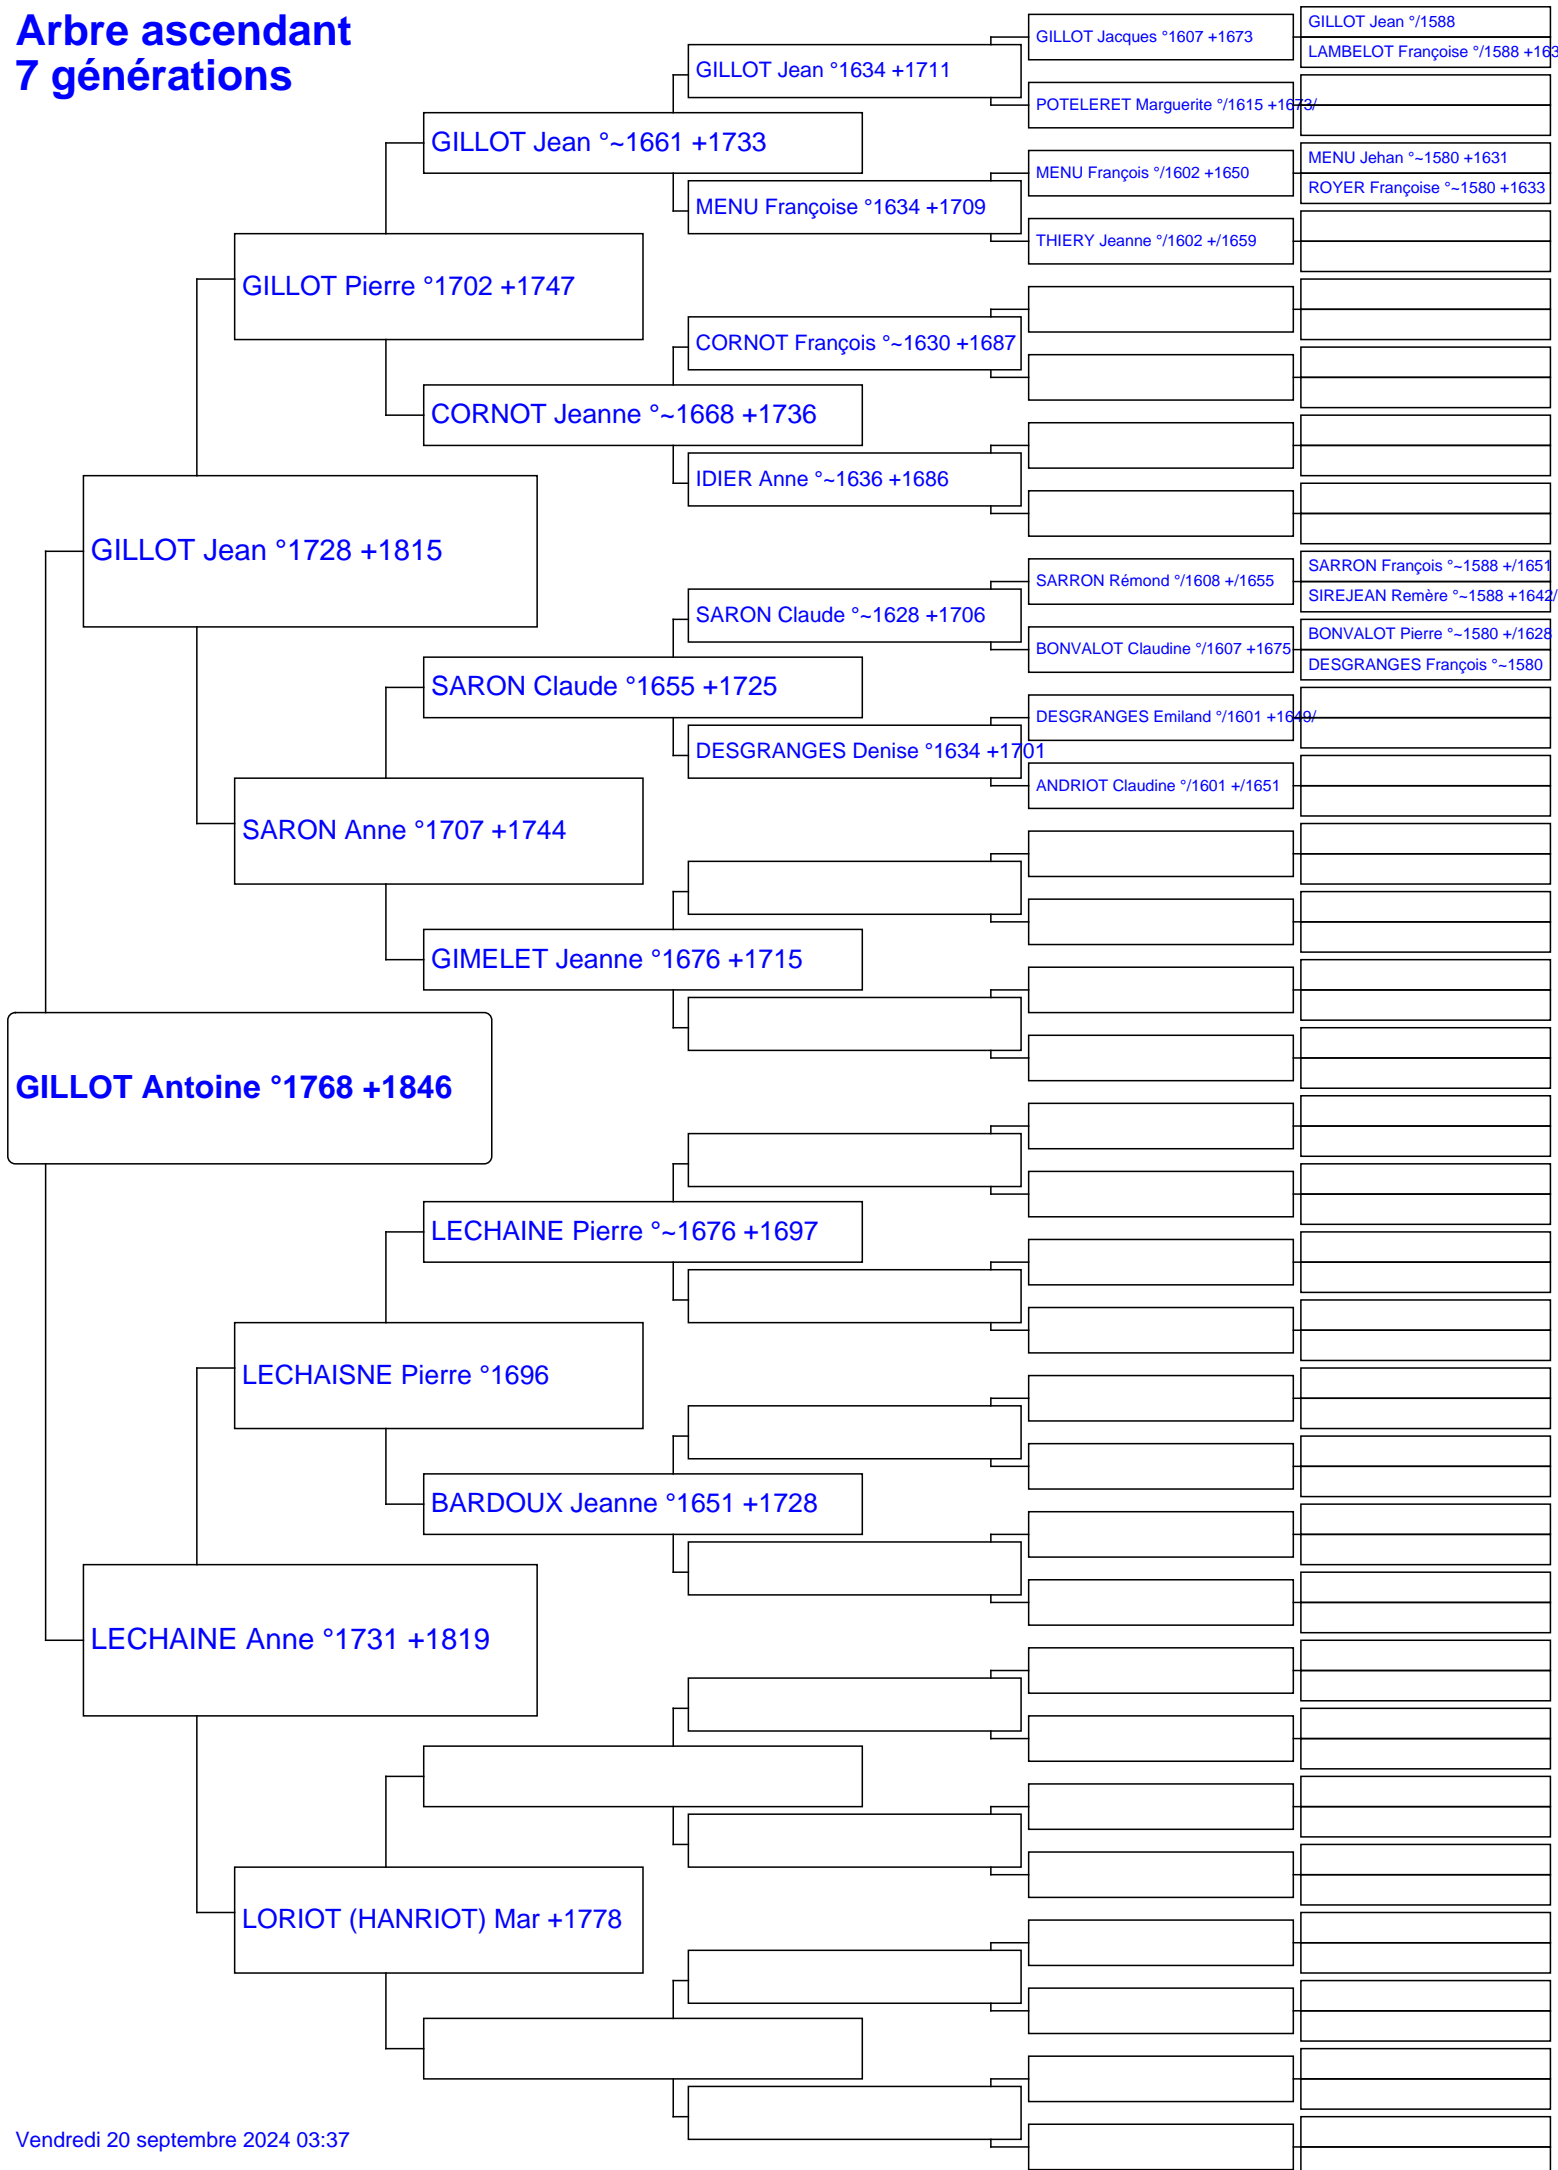 Arbre ascendant
7 générations
GILLOT Antoine °1768 +1846
GILLOT Jean °1728 +1815
LECHAINE Anne °1731 +1819
GILLOT Pierre °1702 +1747
SARON Anne °1707 +1744
LECHAISNE Pierre °1696
LORIOT (HANRIOT) Mar +1778
GILLOT Jean °~1661 +1733
CORNOT Jeanne °~1668 +1736
SARON Claude °1655 +1725
GIMELET Jeanne °1676 +1715
LECHAINE Pierre °~1676 +1697
BARDOUX Jeanne °1651 +1728
GILLOT Jean °1634 +1711
MENU Françoise °1634 +1709
CORNOT François °~1630 +1687
IDIER Anne °~1636 +1686
SARON Claude °~1628 +1706
DESGRANGES Denise °1634 +1701
GILLOT Jacques °1607 +1673
POTELERET Marguerite °/1615 +1673/
MENU François °/1602 +1650
THIERY Jeanne °/1602 +/1659
SARRON Rémond °/1608 +/1655
BONVALOT Claudine °/1607 +1675
DESGRANGES Emiland °/1601 +1649/
ANDRIOT Claudine °/1601 +/1651
GILLOT Jean °/1588
LAMBELOT Françoise °/1588 +163
MENU Jehan °~1580 +1631
ROYER Françoise °~1580 +1633
SARRON François °~1588 +/1651
SIREJEAN Remère °~1588 +1642/
BONVALOT Pierre °~1580 +/1628
DESGRANGES François °~1580
Vendredi 20 septembre 2024 03:37